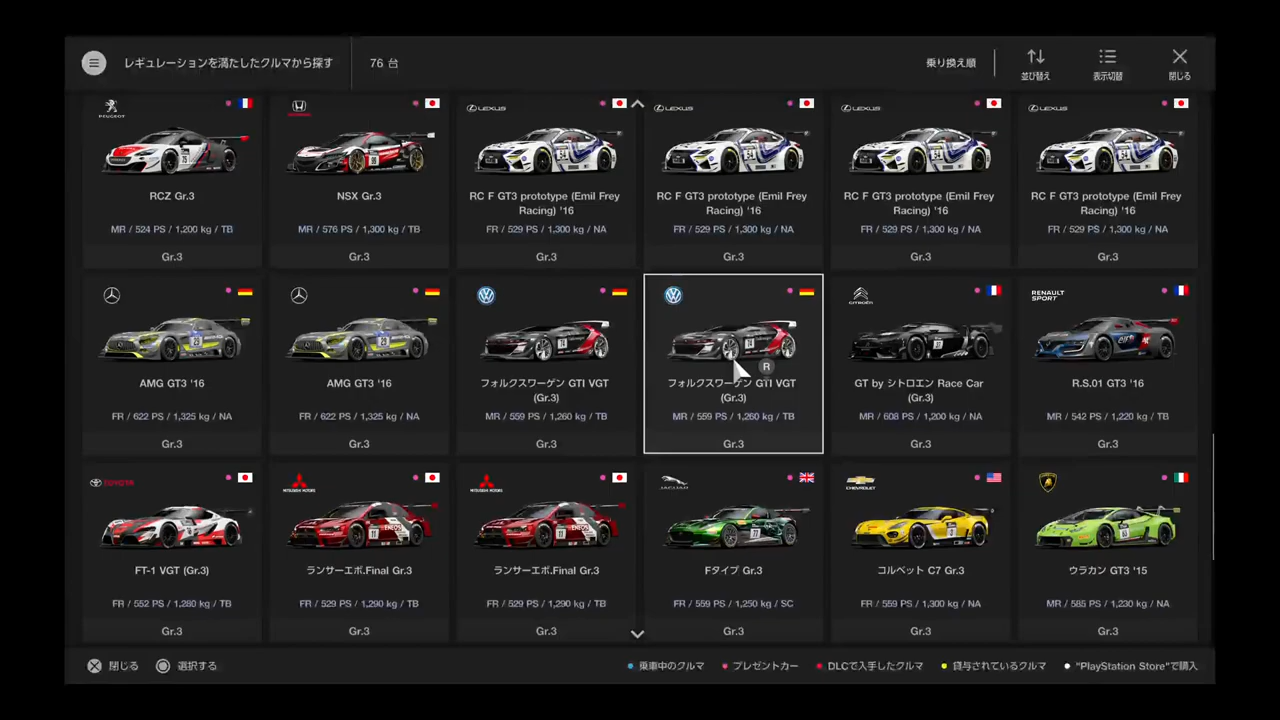 レギュレーションを満たしたクルマから探す
76 台
乗り換え順
並び替え
表示切替
閉じる
PEUGEOT
RCZ Gr.3
MR / 524 PS / 1,200 kg / TB
Gr.3
NSX Gr.3
MR / 576 PS / 1,300 kg / TB
Gr.3
LEXUS
RC F GT3 prototype (Emil Frey
Racing) '16
FR / 529 PS / 1,300 kg / NA
Gr.3
LEXUS
RC F GT3 prototype (Emil Frey
Racing) '16
FR / 529 PS / 1,300 kg / NA
Gr.3
LEXUS
RC F GT3 prototype (Emil Frey
Racing) '16
FR / 529 PS / 1,300 kg / NA
Gr.3
LEXUS
RC F GT3 prototype (Emil Frey
Racing) '16
FR / 529 PS / 1,300 kg / NA
Gr.3
AMG GT3 '16
FR / 622 PS / 1,325 kg / NA
Gr.3
AMG GT3 '16
FR / 622 PS / 1,325 kg / NA
Gr.3
フォルクスワーゲン GTI VGT
(Gr.3)
MR / 559 PS / 1,260 kg / TB
Gr.3
R
フォルクスワーゲン GTI VGT
(Gr.3)
MR / 559 PS / 1,260 kg / TB
Gr.3
CITROËN
GT by シトロエン Race Car
(Gr.3)
MR / 608 PS / 1,200 kg / NA
Gr.3
RENAULT
SPORT
R.S.01 GT3 '16
MR / 542 PS / 1,220 kg / TB
Gr.3
TOYOTA
FT-1 VGT (Gr.3)
FR / 552 PS / 1,280 kg / TB
Gr.3
MITSUBISHI MOTORS
ランサーエボ.Final Gr.3
FR / 529 PS / 1,290 kg / TB
Gr.3
MITSUBISHI MOTORS
ランサーエボ.Final Gr.3
FR / 529 PS / 1,290 kg / TB
Gr.3
JAGUAR
Fタイプ Gr.3
FR / 559 PS / 1,250 kg / SC
Gr.3
CHEVROLET
コルベット C7 Gr.3
FR / 559 PS / 1,300 kg / NA
Gr.3
ウラカン GT3 '15
MR / 585 PS / 1,230 kg / NA
Gr.3
閉じる
選択する
乗車中のクルマ
プレゼントカー
DLCで入手したクルマ
貸与されているクルマ
"PlayStation Store"で購入